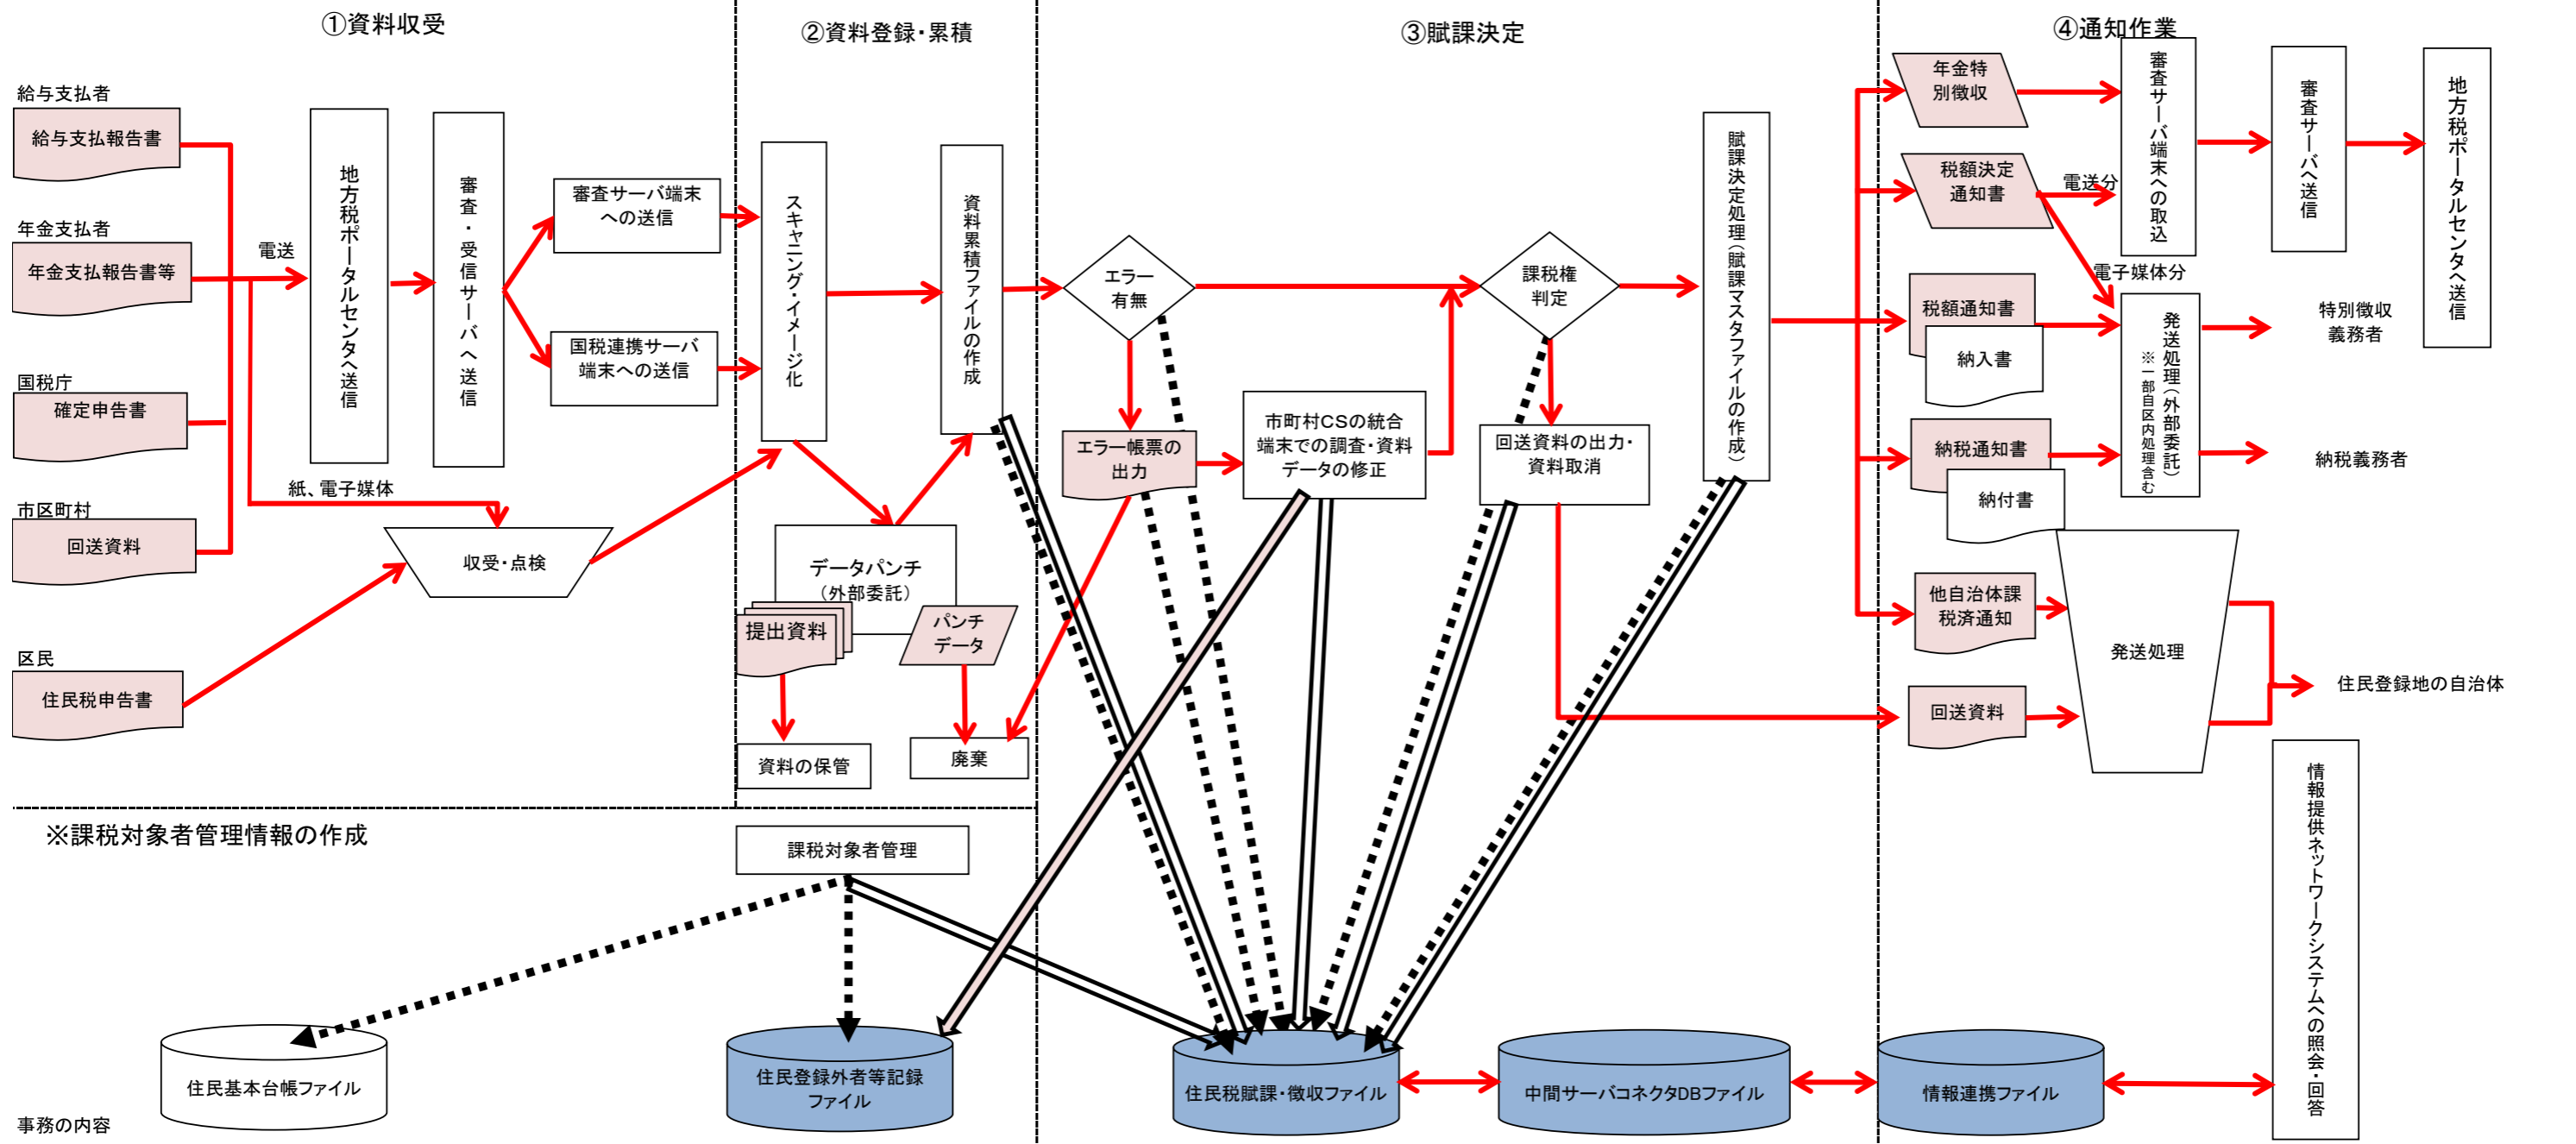 ①資料収受
②資料登録・累積
③賦課決定
④通知作業
給与支払者
給与支払報告書
年金支払者
年金支払報告書等
国税庁
確定申告書
市区町村
回送資料
区民
住民税申告書
電送
紙、電子媒体
地方税ポータルセンタへ送信
審査・受信サーバへ送信
審査サーバ端末
への送信
国税連携サーバ
端末への送信
収受・点検
スキャニング・イメージ化
資料累積ファイルの作成
データパンチ
（外部委託）
提出資料
パンチ
データ
資料の保管
廃棄
エラー
有無
エラー帳票の
出力
市町村CSの統合
端末での調査・資料
データの修正
課税権
判定
回送資料の出力・
資料取消
賦課決定処理（賦課マスタファイルの作成）
年金特
別徴収
税額決定
通知書
電送分
電子媒体分
税額通知書
納入書
納税通知書
納付書
他自治体課
税済通知
回送資料
審査サーバ端末への取込
審査サーバへ送信
地方税ポータルセンタへ送信
発送処理（外部委託）
※一部自区内処理含む
特別徴収
義務者
納税義務者
発送処理
住民登録地の自治体
情報提供ネットワークシステムへの照会・回答
※課税対象者管理情報の作成
課税対象者管理
住民基本台帳ファイル
住民登録外者等記録
ファイル
住民税賦課・徴収ファイル
中間サーバコネクタDBファイル
情報連携ファイル
事務の内容